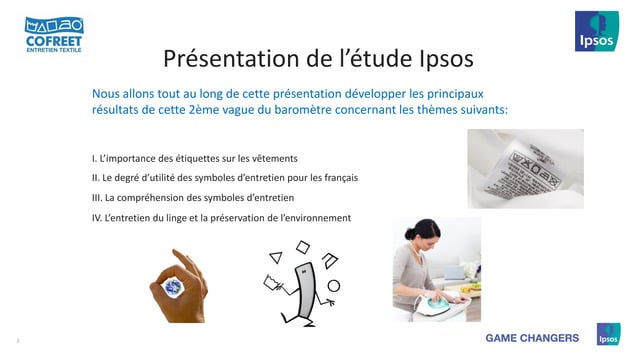 COFREET
ENTRETIEN TEXTILE
Ipsos
Présentation de l’étude Ipsos
Nous allons tout au long de cette présentation développer les principaux
résultats de cette 2ème vague du baromètre concernant les thèmes suivants:
I. L’importance des étiquettes sur les vêtements
II. Le degré d’utilité des symboles d’entretien pour les français
III. La compréhension des symboles d’entretien
IV. L’entretien du linge et la préservation de l’environnement
2
GAME CHANGERS
Ipsos